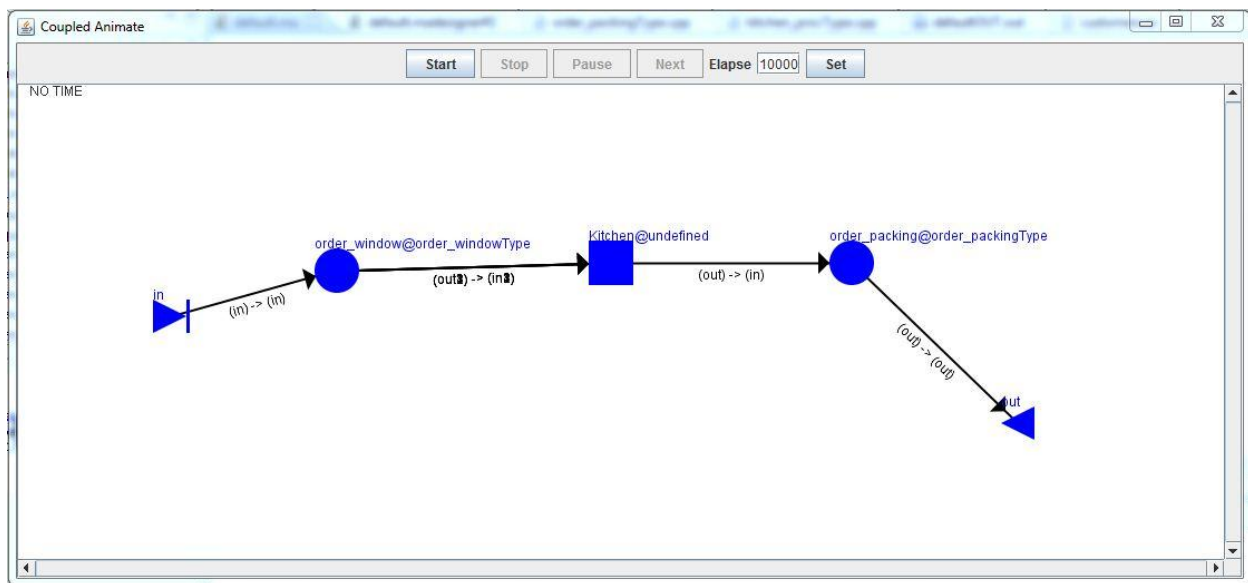 Coupled Animate
Start Stop Pause Next Elapse 10000 Set
NO TIME
order_window@order_windowType
Kitchen@undefined
order_packing@order_packingType
in
(in) -> (in)
(out) -> (in)
(out) -> (out)
out